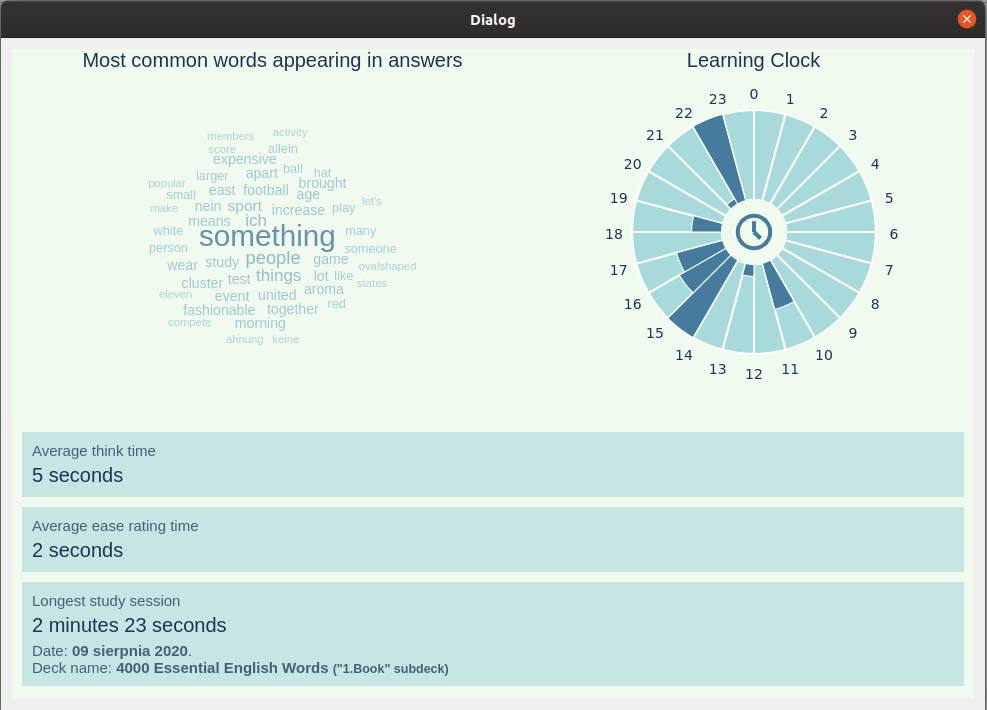 Dialog
Most common words appearing in answers
members activity
score allein
expensive
larger apart ball hat
popular brought
small east football age
make nein sport increase play let's
means ich
white something many
person people someone
wear study game ovalshaped
cluster test things lot like states
eleven event united aroma
fashionable together red
compete morning
ahnung keine
Learning Clock
0
1
2
3
4
5
6
7
8
9
10
11
12
13
14
15
16
17
18
19
20
21
22
23
Average think time
5 seconds
Average ease rating time
2 seconds
Longest study session
2 minutes 23 seconds
Date: 09 sierpnia 2020.
Deck name: 4000 Essential English Words ("1.Book" subdeck)